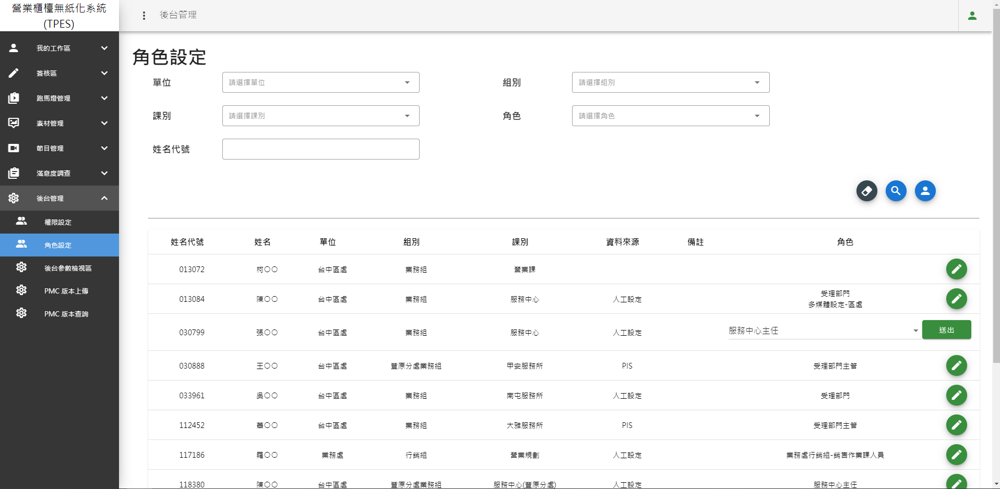 營業櫃檯無紙化系統
(TPES)
後台管理
我的工作區
簽核區
跑馬燈管理
素材管理
節目管理
滿意度調查
後台管理
權限設定
角色設定
後台參數檢視區
PMC 版本上傳
PMC 版本查詢
角色設定
單位 請選擇單位 組別 請選擇組別
課別 請選擇課別 角色 請選擇角色
姓名代號
姓名代號 姓名 單位 組別 課別 資料來源 備註 角色
013072 柯〇〇 台中區處 業務組 營業課
013084 陳〇〇 台中區處 業務組 服務中心 人工設定 受理部門
多媒體設定-區處
030799 張〇〇 台中區處 業務組 服務中心 人工設定 服務中心主任 送出
030888 王〇〇 台中區處 豐原分處業務組 甲安服務所 PIS 受理部門主管
033961 吳〇〇 台中區處 業務組 南屯服務所 人工設定 受理部門
112452 蕭〇〇 台中區處 業務組 大雅服務所 PIS 受理部門主管
117186 羅〇〇 業務處 行銷組 營業規劃 人工設定 業務處行銷組-銷售作業課人員
118380 陳〇〇 台中區處 豐原分處業務組 服務中心(豐原分處) 人工設定 服務中心主任